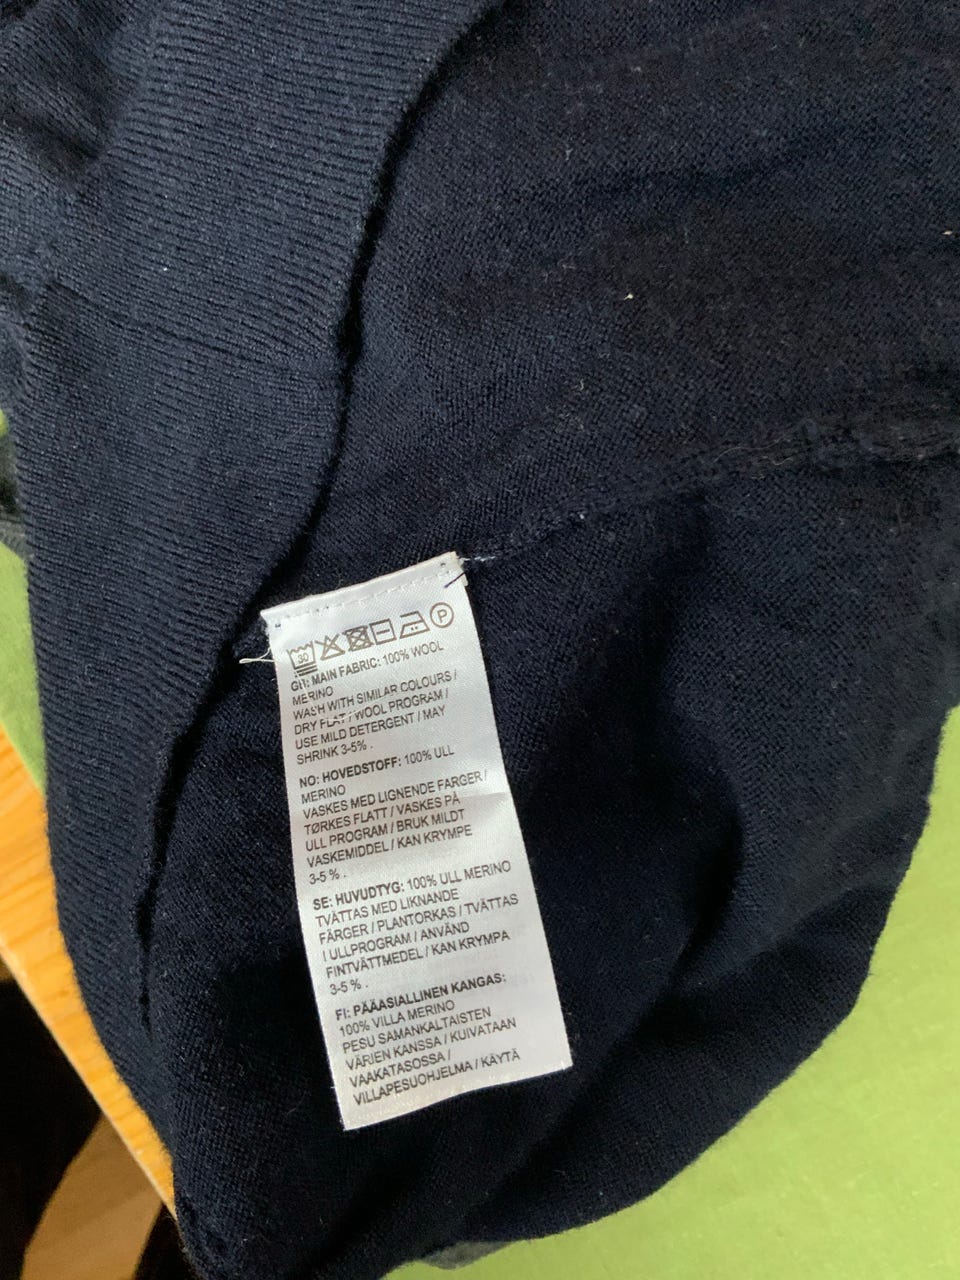 30 P
GB: MAIN FABRIC: 100% WOOL
MERINO
WASH WITH SIMILAR COLOURS /
DRY FLAT / WOOL PROGRAM /
USE MILD DETERGENT / MAY
SHRINK 3-5% .
NO: HOVEDSTOFF: 100% ULL
MERINO
VASKES MED LIGNENDE FARGER /
TØRKES FLATT / VASKES PÅ
ULL PROGRAM / BRUK MILDT
VASKEMIDDEL / KAN KRYMPE
3-5 % .
SE: HUVUDTYG: 100% ULL MERINO
TVÄTTAS MED LIKNANDE
FÄRGER / PLANTORKAS / TVÄTTAS
I ULLPROGRAM / ANVÄND
FINTVÄTTMEDEL / KAN KRYMPA
3-5 % .
FI: PÄÄASIALLINEN KANGAS:
100% VILLA MERINO
PESU SAMANKALTAISTEN
VÄRIEN KANSSA / KUIVATAAN
VAAKATASOSSA /
VILLAPESUOHJELMA / KÄYTÄ